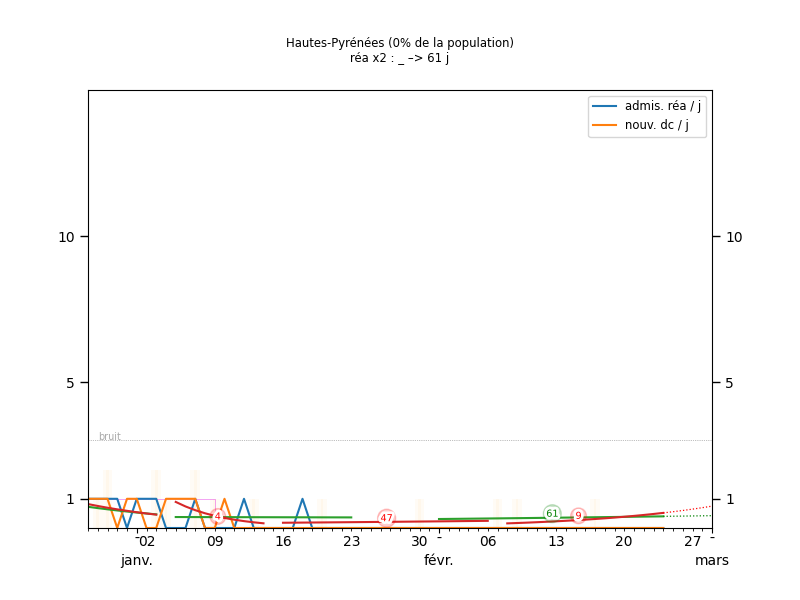 Hautes-Pyrénées (0% de la population)
réa x2 : _ –> 61 j
admis. réa / j
nouv. dc / j
10
10
5
5
bruit
1
1
4
47
61
9
02
09
16
23
30
06
13
20
27
janv.
févr.
mars